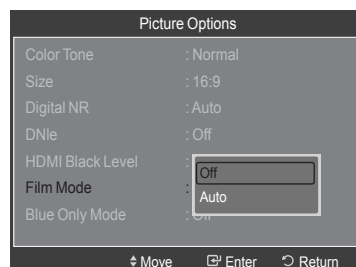 Picture Options
Color Tone : Normal
Size : 16:9
Digital NR : Auto
DNIe : Off
HDMI Black Level :
Off
Film Mode :
Auto
Blue Only Mode : Off
Move Enter Return